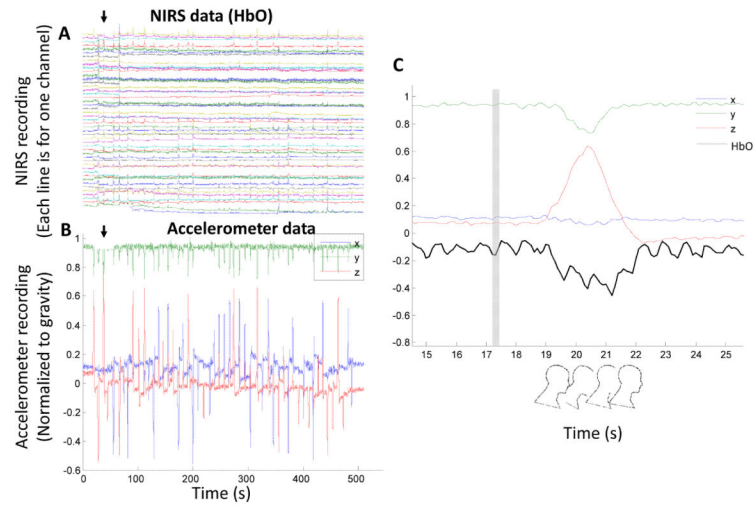 A
NIRS data (HbO)
NIRS recording
(Each line is for one channel)
B
Accelerometer data
x
y
z
Accelerometer recording
(Normalized to gravity)
1
0.8
0.6
0.4
0.2
0
-0.2
-0.4
-0.6
0 100 200 300 400 500
Time (s)
C
x
y
z
HbO
1
0.8
0.6
0.4
0.2
0
-0.2
-0.4
-0.6
-0.8
15 16 17 18 19 20 21 22 23 24 25
Time (s)